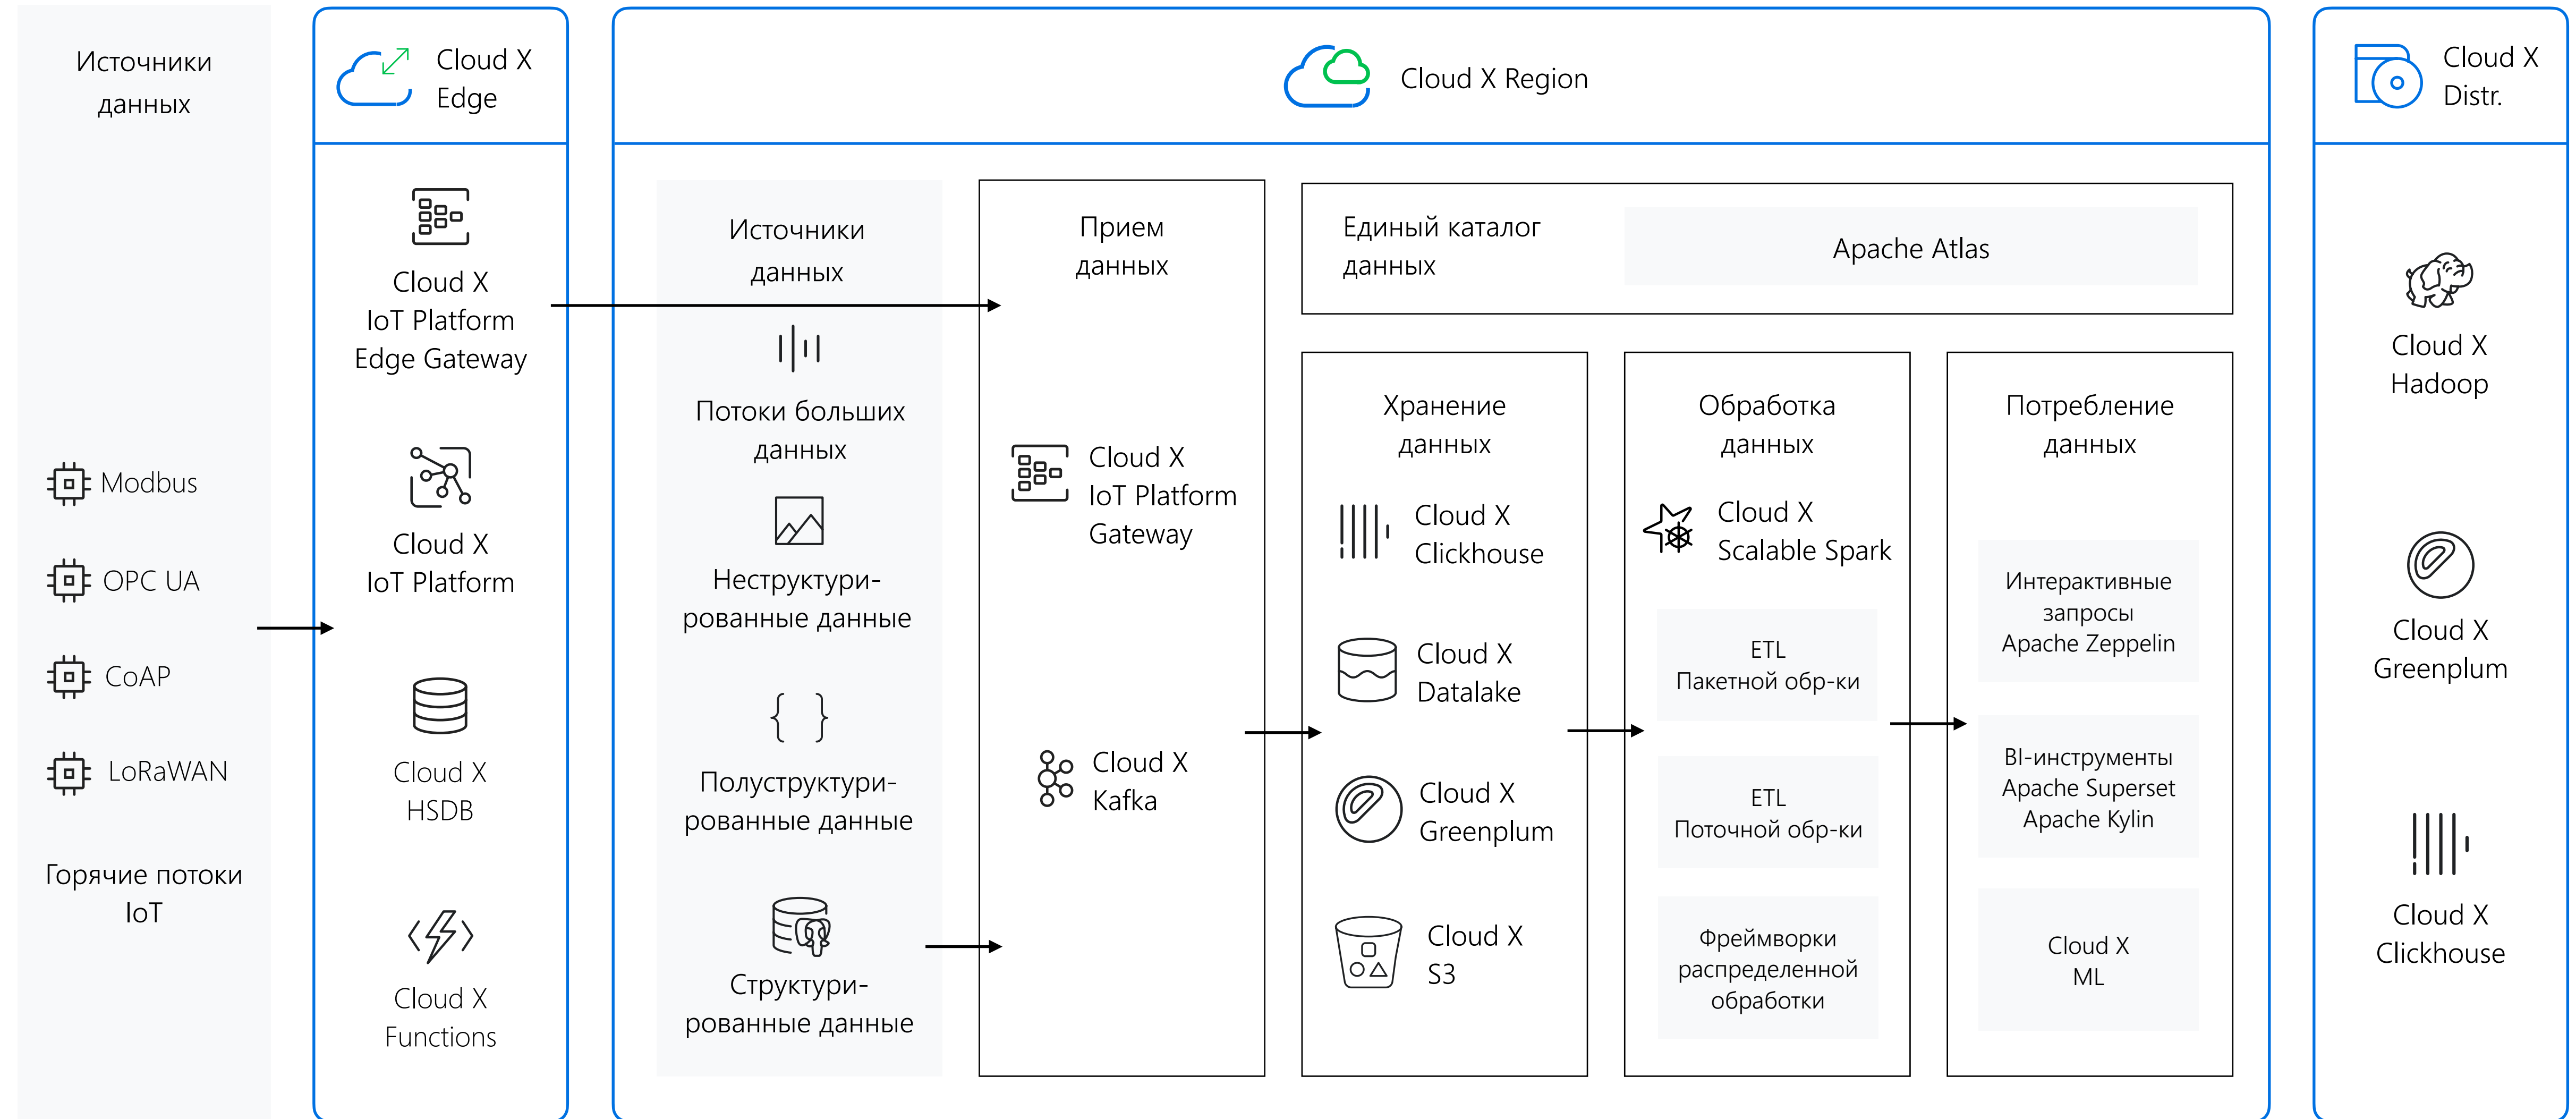 Источники
данных
Modbus
OPC UA
CoAP
LoRaWAN
Горячие потоки
IoT
Cloud X
Edge
Cloud X
IoT Platform
Edge Gateway
Cloud X
IoT Platform
Cloud X
HSDB
Cloud X
Functions
Cloud X Region
Источники
данных
Потоки больших
данных
Неструктури-
рованные данные
{ }
Полуструктури-
рованные данные
Структури-
рованные данные
Прием
данных
Cloud X
IoT Platform
Gateway
Cloud X
Kafka
Единый каталог
данных
Apache Atlas
Хранение
данных
Cloud X
Clickhouse
Cloud X
Datalake
Cloud X
Greenplum
Cloud X
S3
Обработка
данных
Cloud X
Scalable Spark
ETL
Пакетной обр-ки
ETL
Поточной обр-ки
Фреймворки
распределенной
обработки
Потребление
данных
Интерактивные
запросы
Apache Zeppelin
BI-инструменты
Apache Superset
Apache Kylin
Cloud X
ML
Cloud X
Distr.
Cloud X
Hadoop
Cloud X
Greenplum
Cloud X
Clickhouse